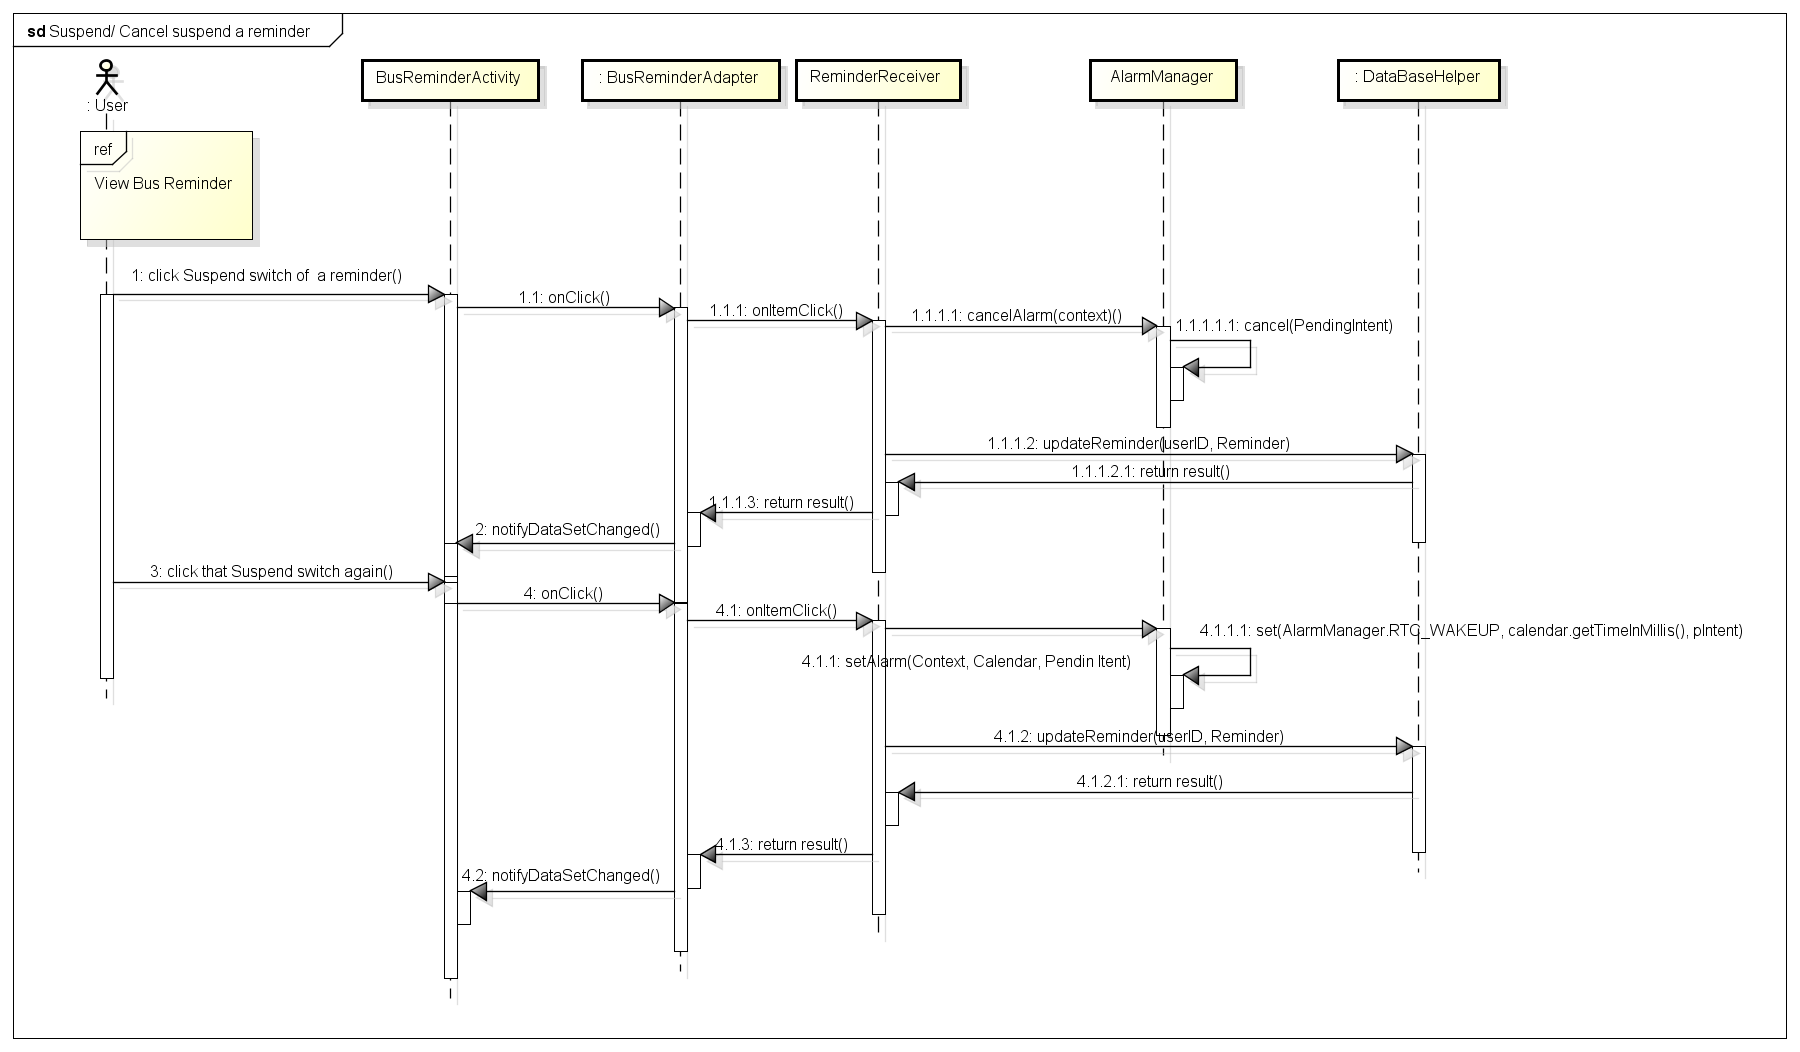 sd Suspend/ Cancel suspend a reminder
: User
BusReminderActivity
: BusReminderAdapter
ReminderReceiver
AlarmManager
: DataBaseHelper
ref
View Bus Reminder
1: click Suspend switch of  a reminder()
1.1: onClick()
1.1.1: onItemClick()
1.1.1.1: cancelAlarm(context)()
1.1.1.1.1: cancel(PendingIntent)
1.1.1.2: updateReminder(userID, Reminder)
1.1.1.2.1: return result()
1.1.1.3: return result()
2: notifyDataSetChanged()
3: click that Suspend switch again()
4: onClick()
4.1: onItemClick()
4.1.1.1: set(AlarmManager.RTC_WAKEUP, calendar.getTimeInMillis(), pIntent)
4.1.1: setAlarm(Context, Calendar, Pendin Itent)
4.1.2: updateReminder(userID, Reminder)
4.1.2.1: return result()
4.1.3: return result()
4.2: notifyDataSetChanged()